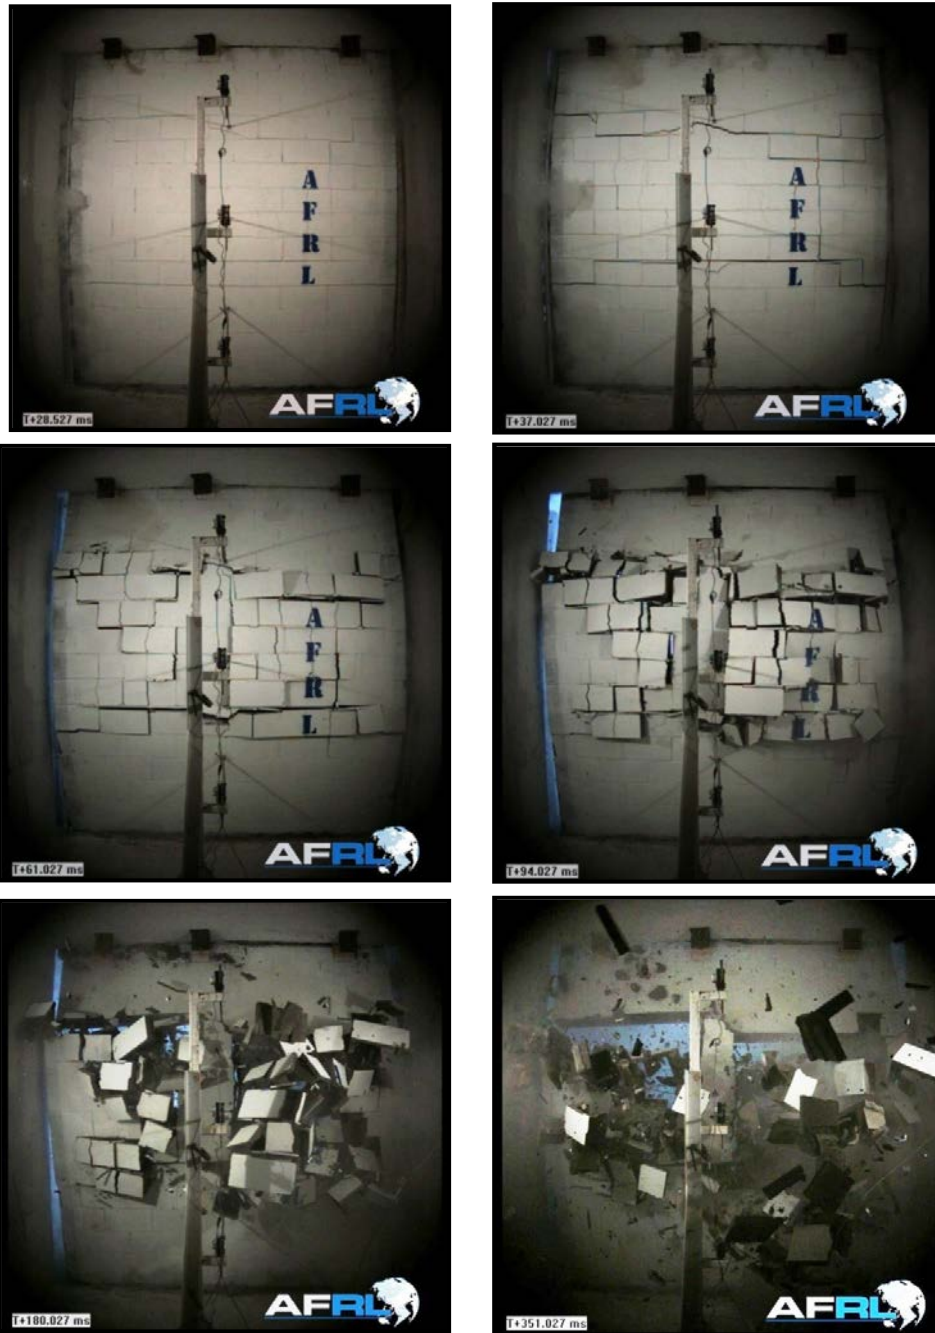 A
F
R
L
AFRL
T+28.527 ms
A
F
R
L
AFRL
T+37.027 ms
A
F
R
L
AFRL
T+61.027 ms
A
F
R
L
AFRL
T+94.027 ms
AFRL
T+180.027 ms
AFRL
T+351.027 ms